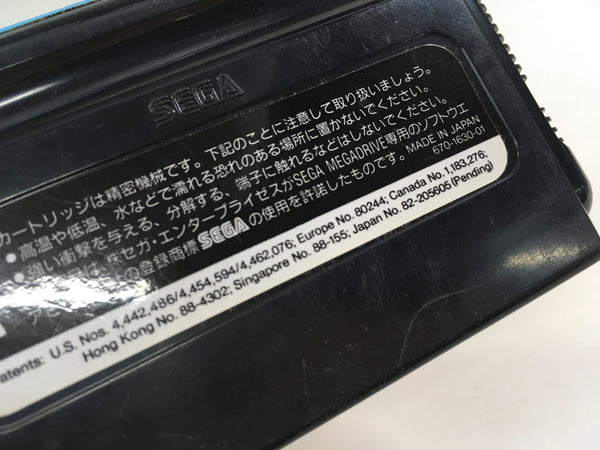 SEGA
カートリッジは精密機械です。下記のことに注意して取り扱いましょう。
●高温や低温、水などで濡れる恐れのある場所に置かないでください。
●強い衝撃を与える、分解する、端子に触れるなどはしないでください。
は、㈱セガ・エンタープライゼスがSEGA MEGADRIVE専用のソフトウエ
の登録商標SEGAの使用を許諾したものです。MADE IN JAPAN
670-1630-01
atents: U.S. Nos. 4,442,486/4,454,594/4,462,076; Europe No. 80244; Canada No. 1,183,276;
Hong Kong No. 88-4302; Singapore No. 88-155; Japan No. 82-205605 (Pending)